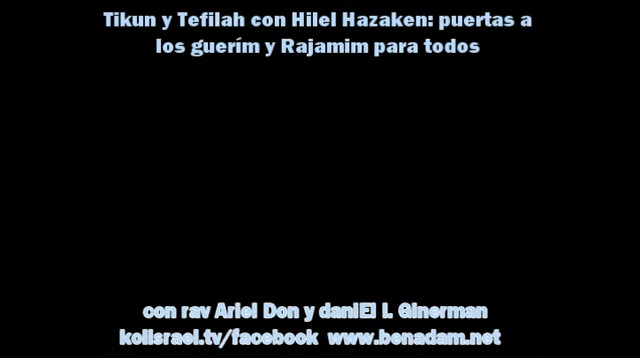 Tikun y Tefilah con Hilel Hazaken: puertas a
los guerím y Rajamim para todos
con rav Ariel Don y daniEl I. Ginerman
kolisrael.tv/facebook www.benadam.net